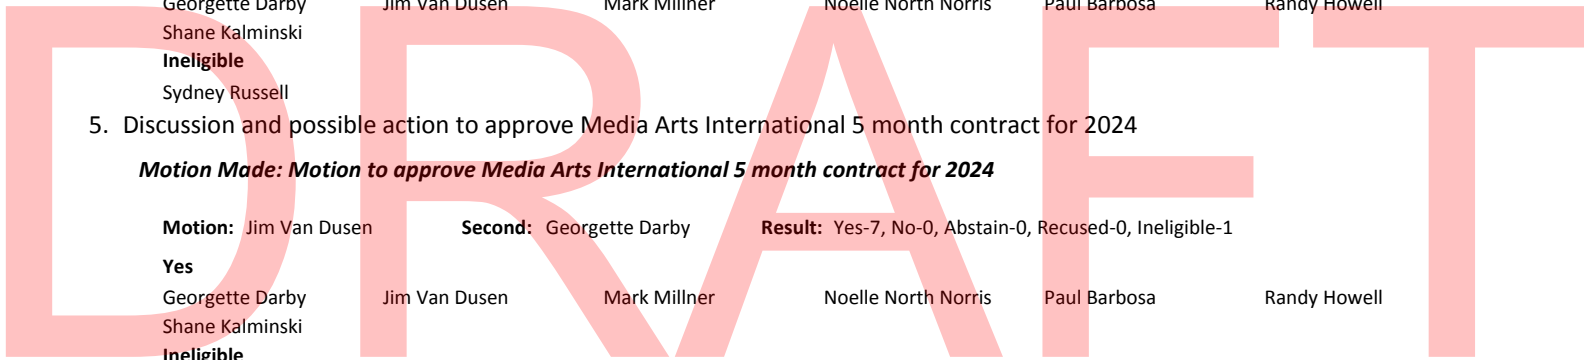 Georgette Darby Jim Van Dusen Mark Millner Noelle North Norris Paul Barbosa Randy Howell
Shane Kalminski
Ineligible
Sydney Russell
5. Discussion and possible action to approve Media Arts International 5 month contract for 2024
Motion Made: Motion to approve Media Arts International 5 month contract for 2024
Motion: Jim Van Dusen Second: Georgette Darby Result: Yes-7, No-0, Abstain-0, Recused-0, Ineligible-1
Yes
Georgette Darby Jim Van Dusen Mark Millner Noelle North Norris Paul Barbosa Randy Howell
Shane Kalminski
Ineligible
DRAFT